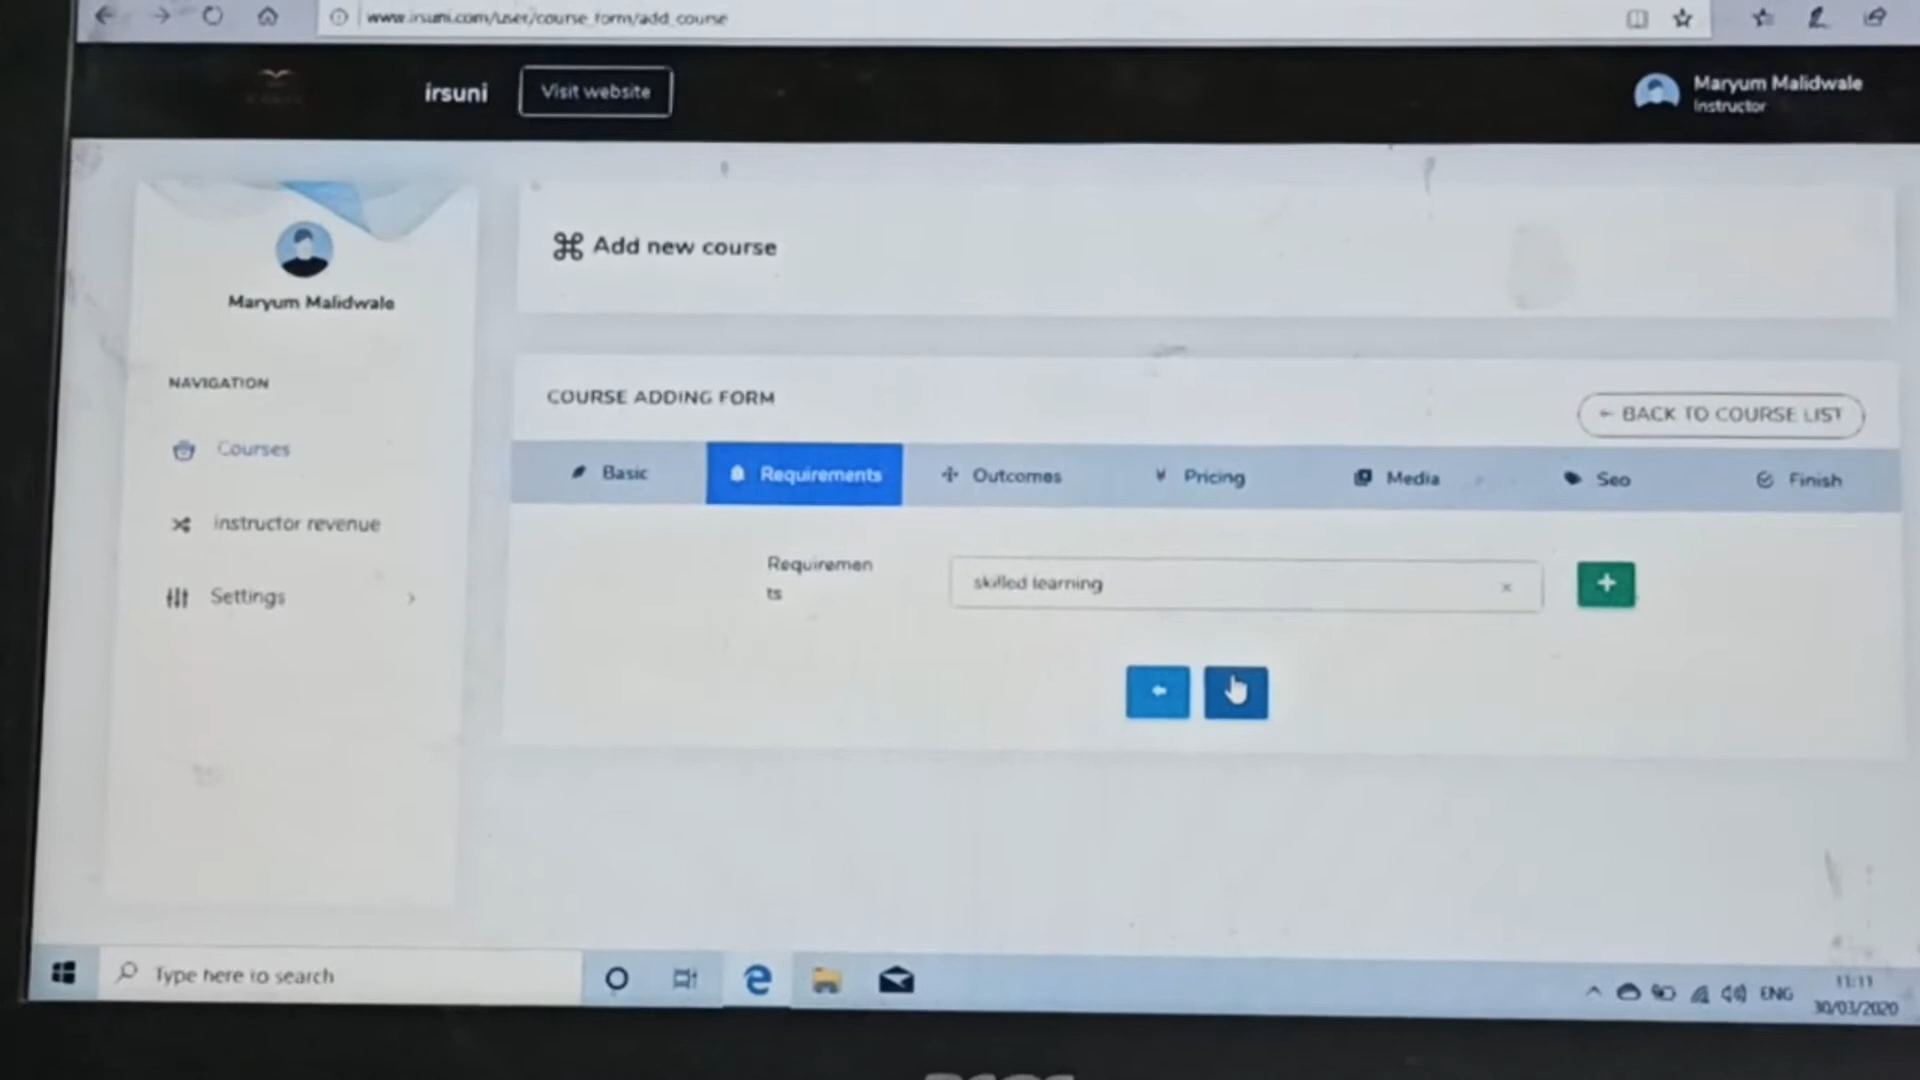 www.irsuni.com/user/course_form/add_course
irsuni
Visit website
Maryum Malidwale
Instructor
Add new course
Maryum Malidwale
NAVIGATION
Courses
Instructor revenue
Settings
COURSE ADDING FORM
← BACK TO COURSE LIST
Basic
Requirements
Outcomes
Pricing
Media
Seo
Finish
Requiremen
ts
skilled learning
Type here to search
ENG
11:11
30/03/2020